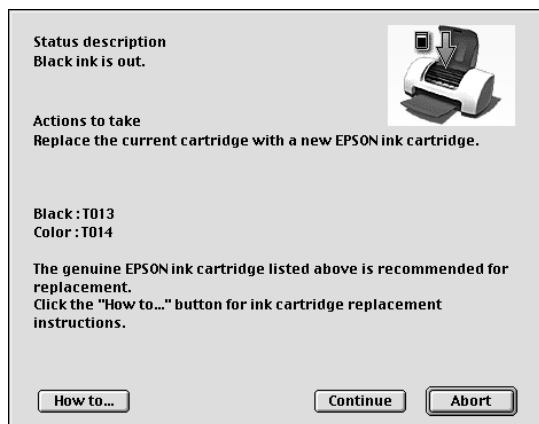 Status description
Black ink is out.
Actions to take
Replace the current cartridge with a new EPSON ink cartridge.
Black : T013
Color : T014
The genuine EPSON ink cartridge listed above is recommended for
replacement.
Click the "How to..." button for ink cartridge replacement
instructions.
How to...
Continue
Abort